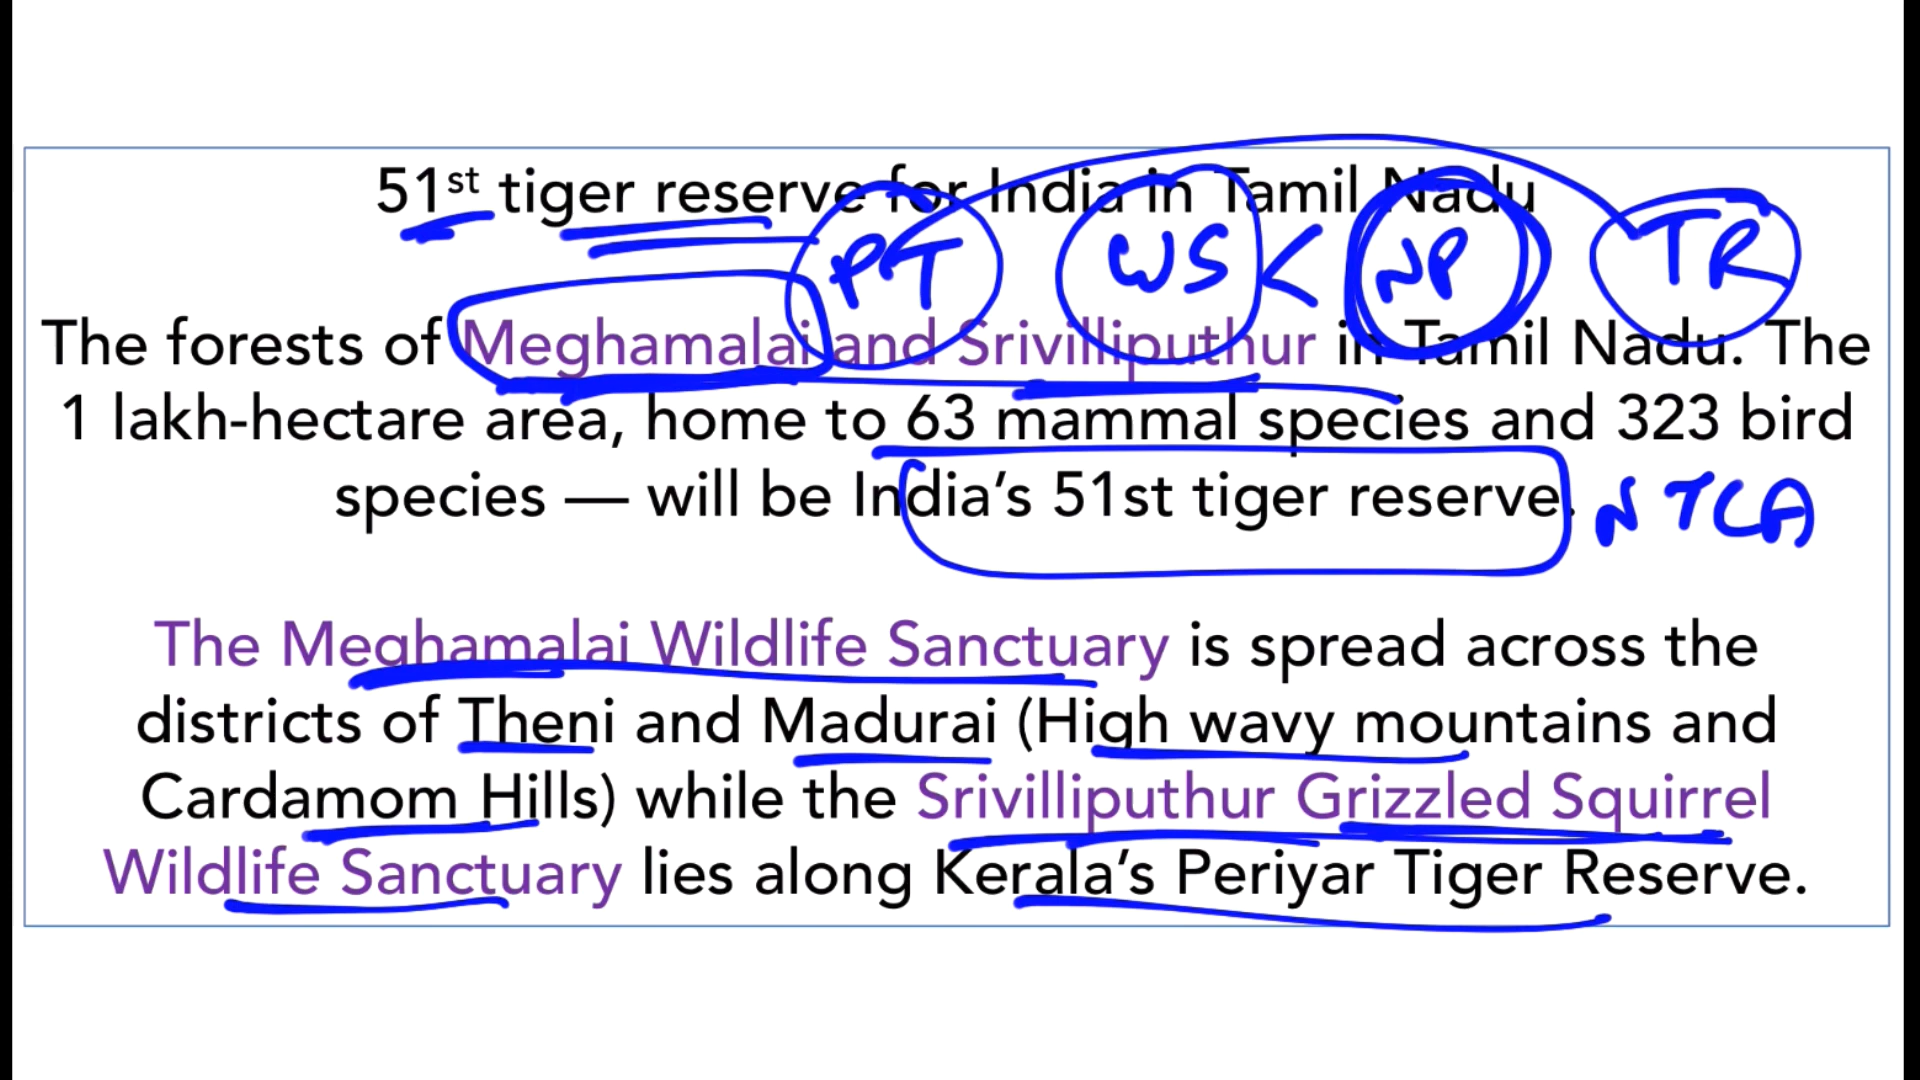 51st tiger reserve for India in Tamil Nadu
PT WS < NP TR
The forests of Meghamalai and Srivilliputhur in Tamil Nadu. The
1 lakh-hectare area, home to 63 mammal species and 323 bird
species — will be India’s 51st tiger reserve.
NTCA
The Meghamalai Wildlife Sanctuary is spread across the
districts of Theni and Madurai (High wavy mountains and
Cardamom Hills) while the Srivilliputhur Grizzled Squirrel
Wildlife Sanctuary lies along Kerala’s Periyar Tiger Reserve.